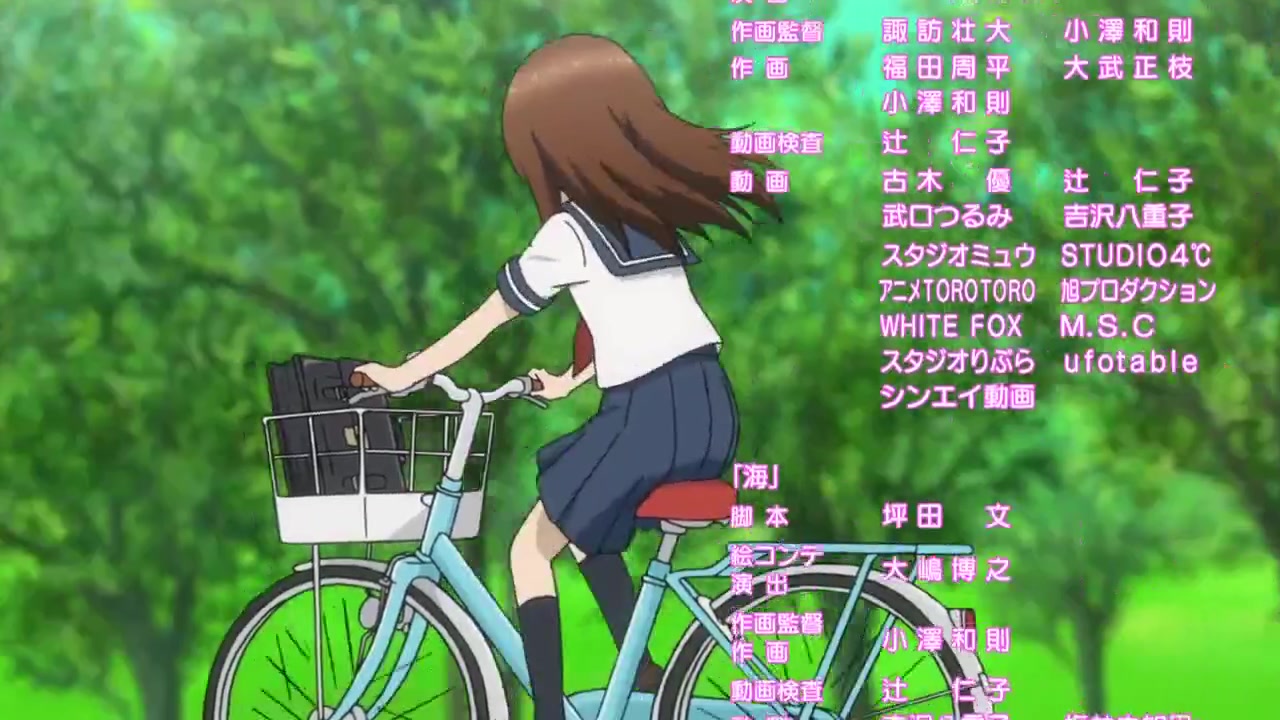 作画監督 諏訪壮大 小澤和則
作画 福田周平 大武正枝
小澤和則
動画検査 辻 仁子
動画 古木 優 辻 仁子
武口つるみ 吉沢八重子
スタジオミュウ STUDIO4℃
アニメTOROTORO 旭プロダクション
WHITE FOX M.S.C
スタジオりぶら ufotable
シンエイ動画
「海」
脚本 坪田 文
絵コンテ
演出 大嶋博之
作画監督
作画 小澤和則
動画検査 辻 仁子